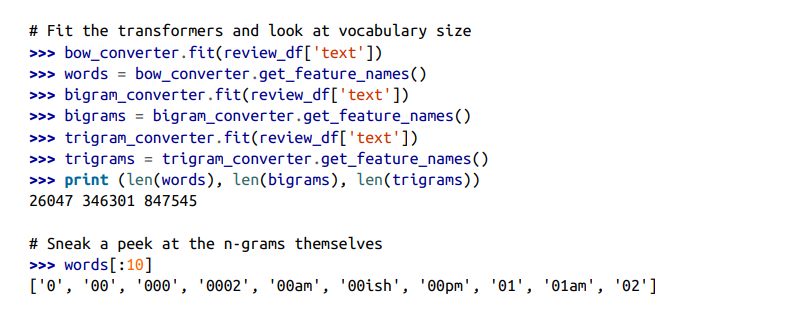 # Fit the transformers and look at vocabulary size
>>> bow_converter.fit(review_df['text'])
>>> words = bow_converter.get_feature_names()
>>> bigram_converter.fit(review_df['text'])
>>> bigrams = bigram_converter.get_feature_names()
>>> trigram_converter.fit(review_df['text'])
>>> trigrams = trigram_converter.get_feature_names()
>>> print (len(words), len(bigrams), len(trigrams))
26047 346301 847545
# Sneak a peek at the n-grams themselves
>>> words[:10]
['0', '00', '000', '0002', '00am', '00ish', '00pm', '01', '01am', '02']